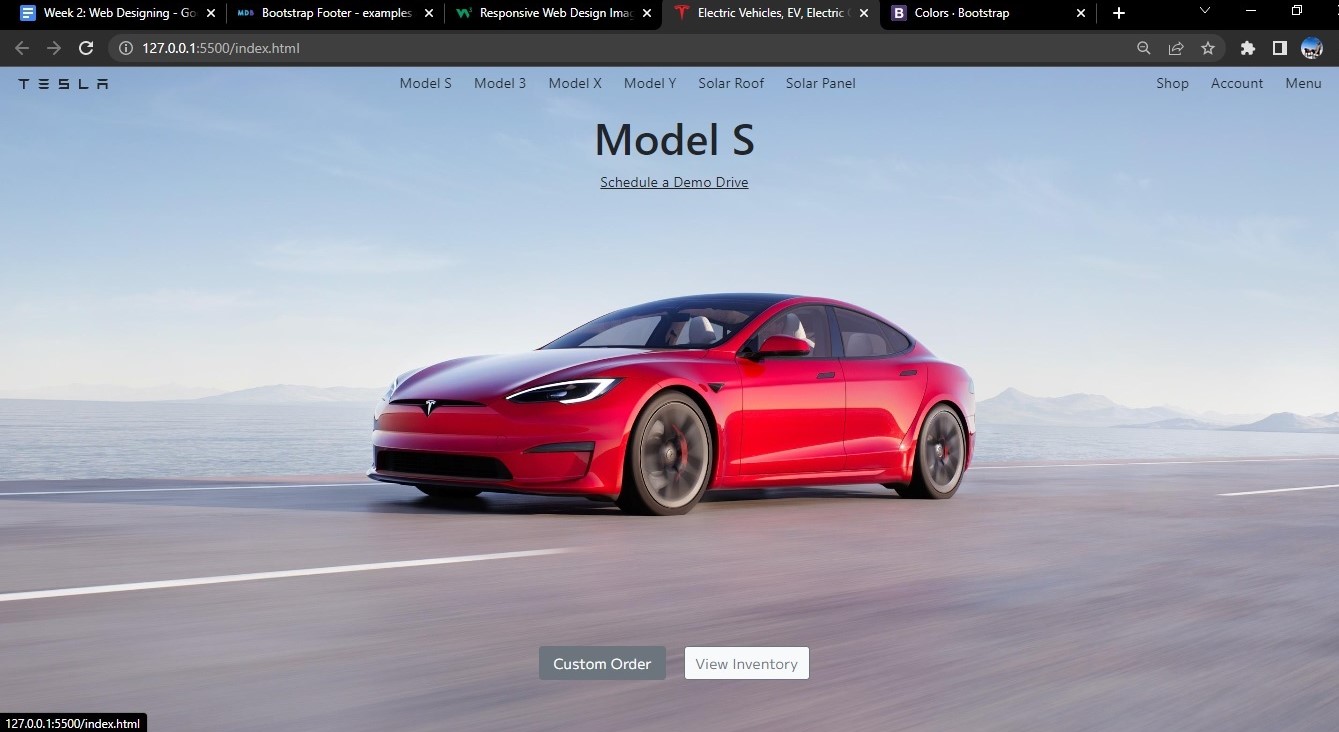 Week 2: Web Designing - Go
MDB Bootstrap Footer - examples
Responsive Web Design Imag
Electric Vehicles, EV, Electric C
B Colors · Bootstrap
127.0.0.1:5500/index.html
TESLA Model S Model 3 Model X Model Y Solar Roof Solar Panel Shop Account Menu
Model S
Schedule a Demo Drive
Custom Order View Inventory
127.0.0.1:5500/index.html